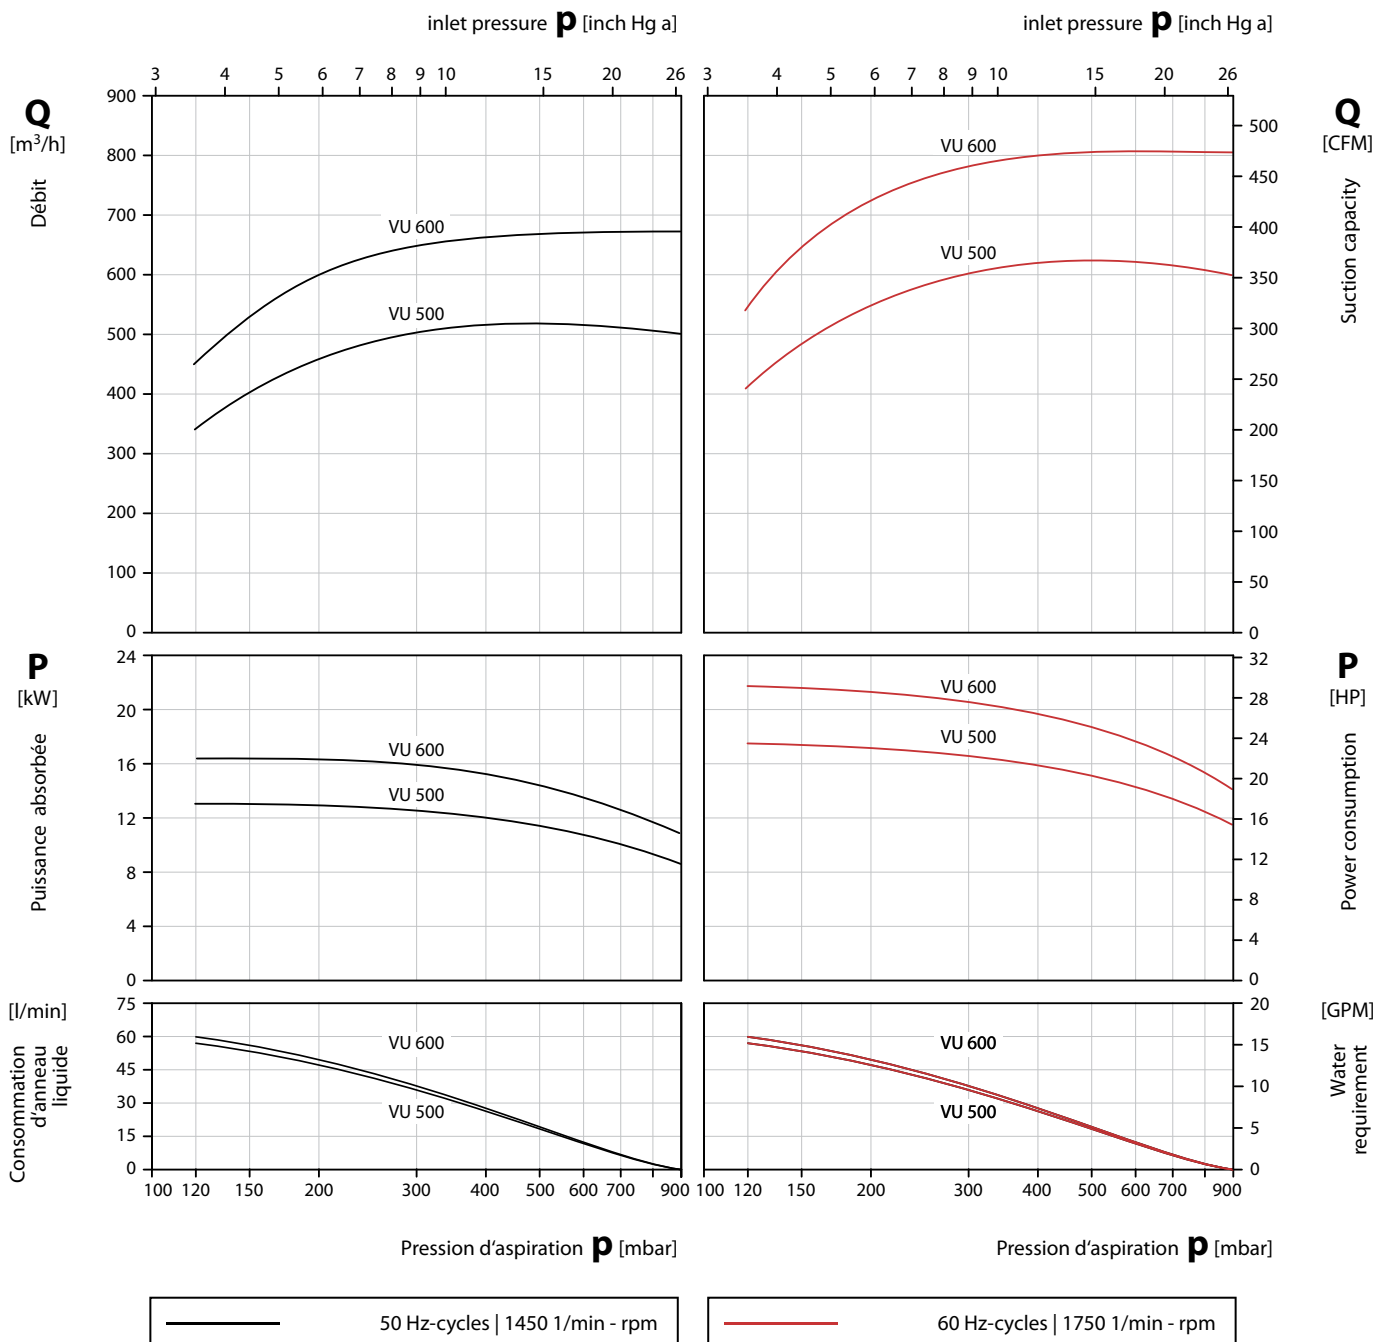 inlet pressure p [inch Hg a]
inlet pressure p [inch Hg a]
3 4 5 6 7 8 9 10 15 20 26
3 4 5 6 7 8 9 10 15 20 26
Q
[m³/h]
Débit
900
800
700
600
500
400
300
200
100
0
VU 600
VU 500
VU 600
VU 500
Q
[CFM]
Suction capacity
500
450
400
350
300
250
200
150
100
50
0
P
[kW]
Puissance absorbée
24
20
16
12
8
4
0
VU 600
VU 500
VU 600
VU 500
P
[HP]
Power consumption
32
28
24
20
16
12
8
4
0
[l/min]
Consommation
d‘anneau
liquide
75
60
45
30
15
0
VU 600
VU 500
VU 600
VU 500
[GPM]
Water
requirement
20
15
10
5
0
100 120 150 200 300 400 500 600 700 900
100 120 150 200 300 400 500 600 700 900
Pression d‘aspiration p [mbar]
Pression d‘aspiration p [mbar]
50 Hz-cycles | 1450 1/min - rpm
60 Hz-cycles | 1750 1/min - rpm